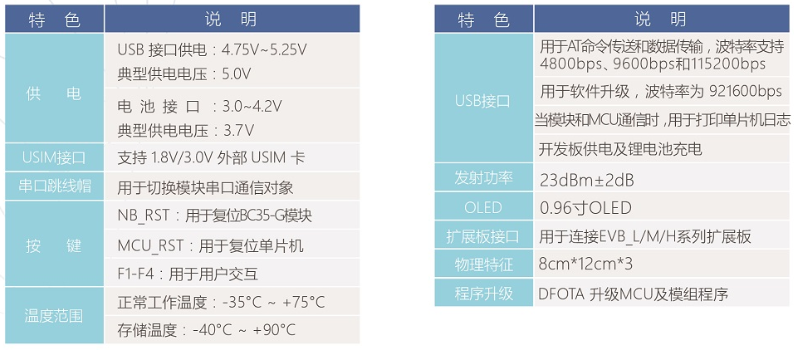 特 色 说 明
供 电
USB 接口供电：4.75V~5.25V
典型供电电压：5.0V
电 池 接 口 ：3.0~4.2V
典型供电电压：3.7V
USIM接口 支持 1.8V/3.0V 外部 USIM 卡
串口跳线帽 用于切换模块串口通信对象
按 键
NB_RST：用于复位BC35-G模块
MCU_RST：用于复位单片机
F1-F4：用于用户交互
温度范围
正常工作温度：-35°C ~ +75°C
存储温度：-40°C ~ +90°C
特 色 说 明
USB接口
用于AT命令传送和数据传输，波特率支持
4800bps、9600bps和115200bps
用于软件升级，波特率为 921600bps
当模块和MCU通信时，用于打印单片机日志
开发板供电及锂电池充电
发射功率 23dBm±2dB
OLED 0.96寸OLED
扩展板接口 用于连接EVB_L/M/H系列扩展板
物理特征 8cm*12cm*3
程序升级 DFOTA 升级MCU及模组程序